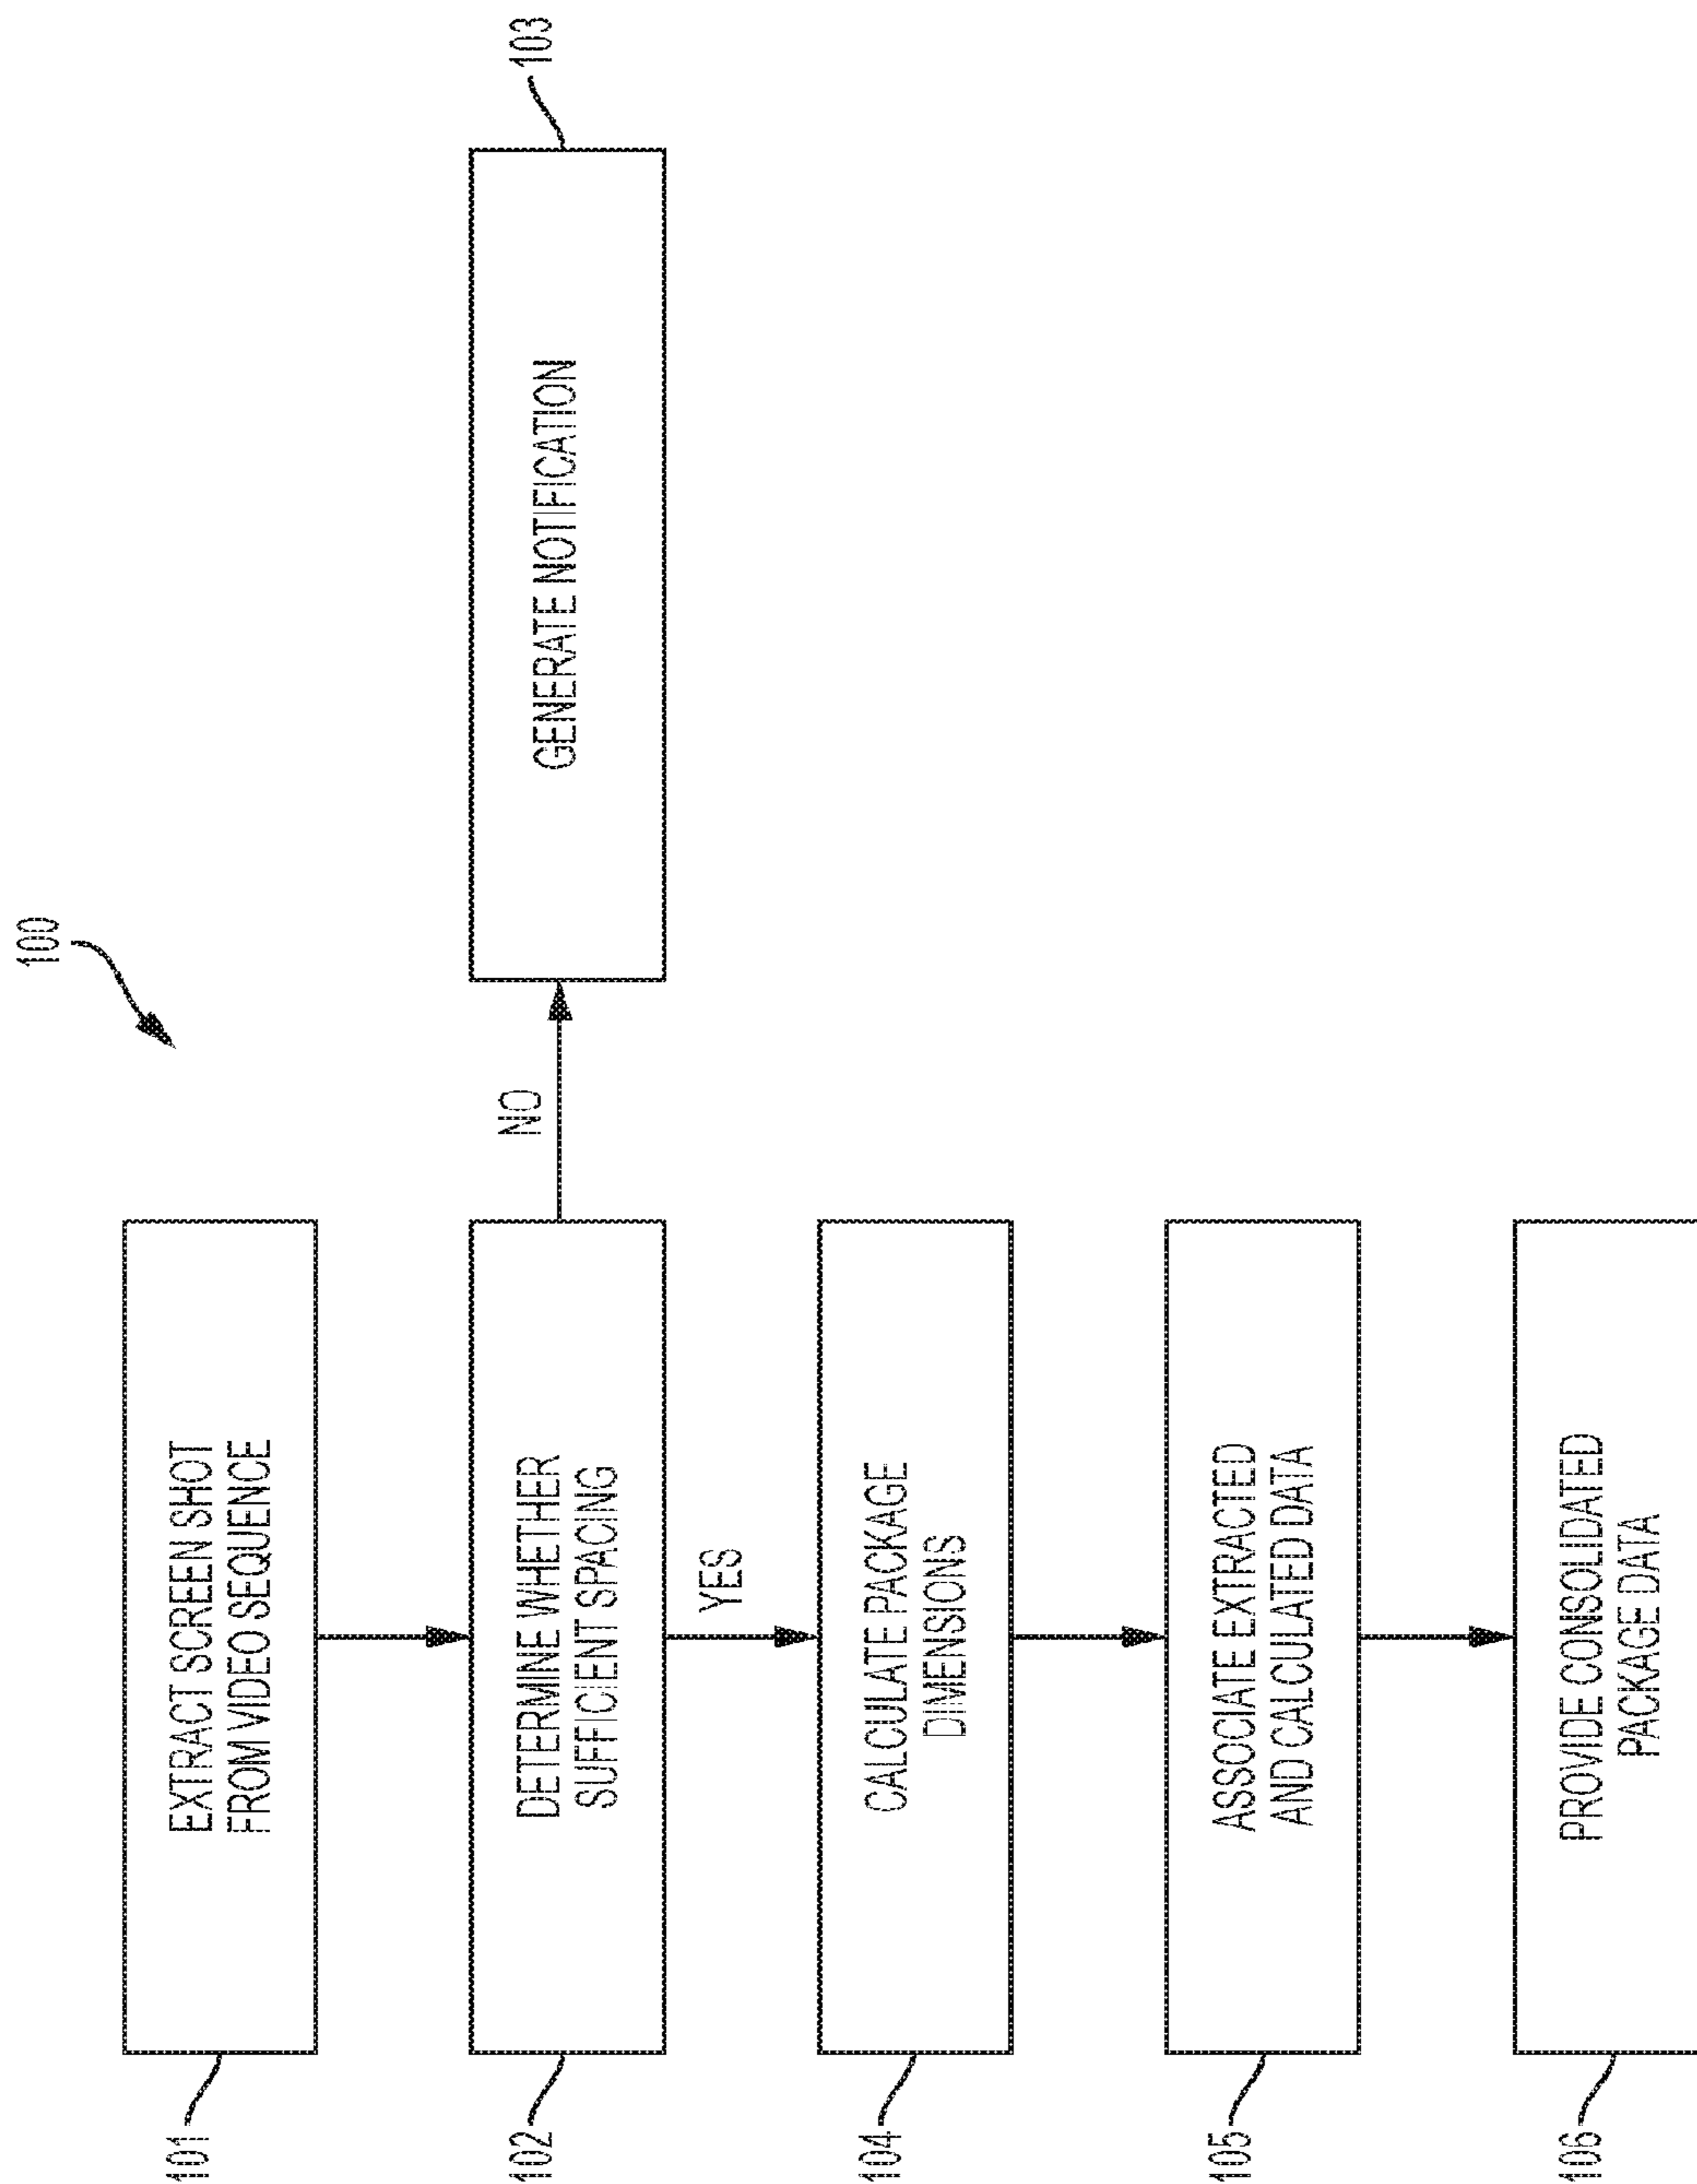 100
101
EXTRACT SCREEN SHOT
FROM VIDEO SEQUENCE
102
DETERMINE WHETHER
SUFFICIENT SPACING
NO
GENERATE NOTIFICATION
103
YES
104
CALCULATE PACKAGE
DIMENSIONS
105
ASSOCIATE EXTRACTED
AND CALCULATED DATA
106
PROVIDE CONSOLIDATED
PACKAGE DATA